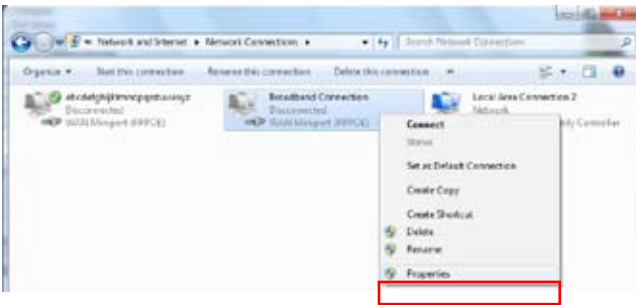 Network and Internet ▸ Network Connections ▸
Search Network Connections
Organize ▾ Start this connection Rename this connection Delete this connection »
Disconnected
WAN Miniport (PPPOE)
Broadband Connection
Disconnected
WAN Miniport (PPPOE)
Local Area Connection 2
Network
Controller
Connect
Status
Set as Default Connection
Create Copy
Create Shortcut
Delete
Rename
Properties